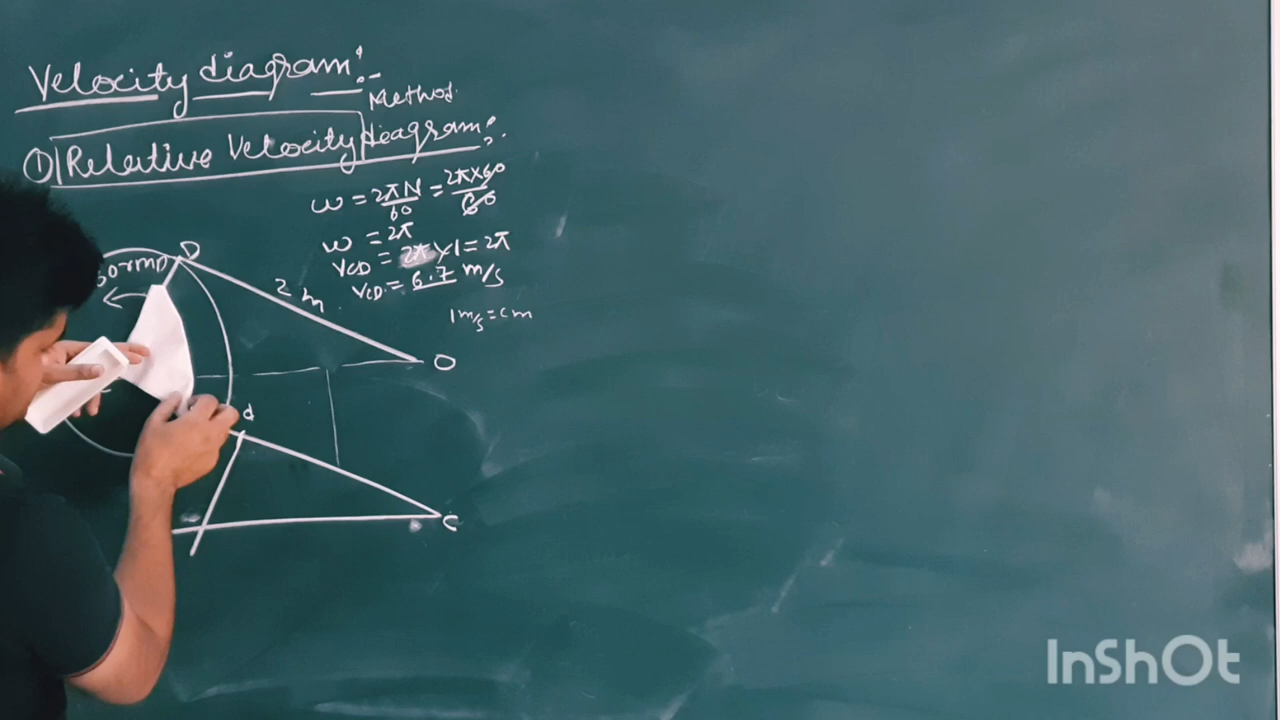 Velocity diagram:-
Method
① Relative Velocity diagram:
ω = 2πN/60 = 2π×60/60
ω = 2π
VCD = 2π × 1 = 2π
VCD = 6.7 m/s
1 m/s = cm
D
2 m
O
d
C
InShOt